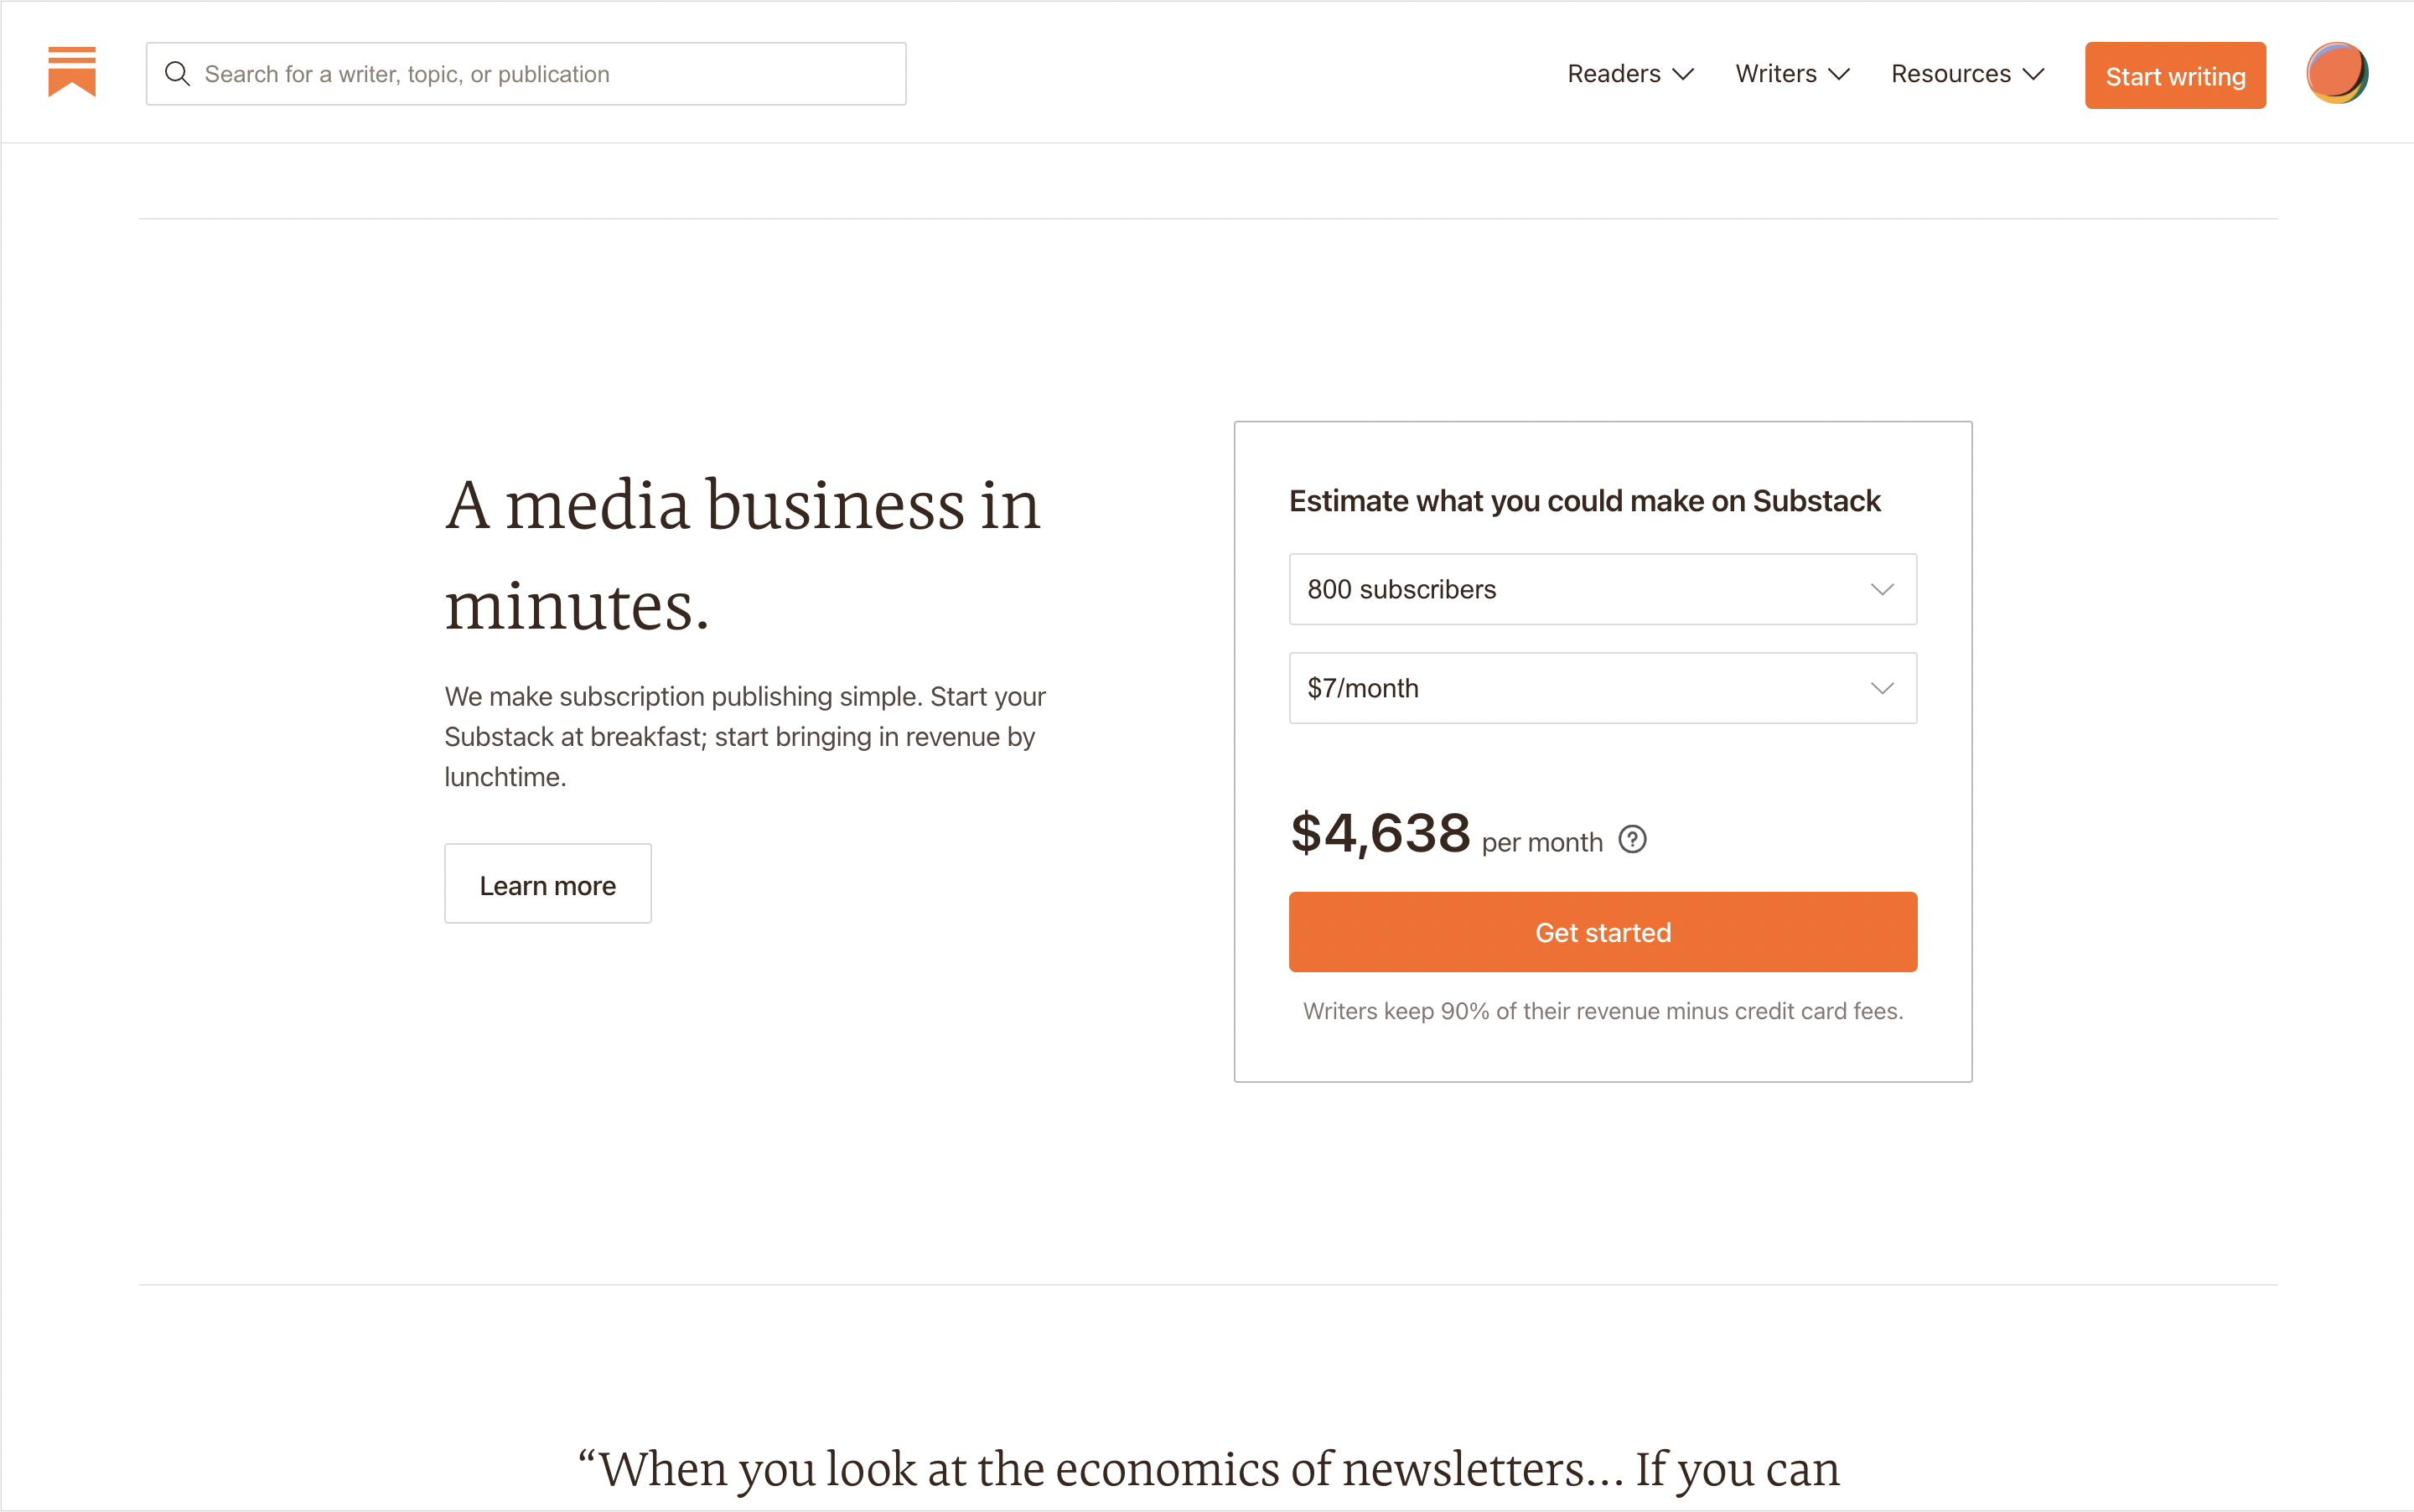 Search for a writer, topic, or publication
Readers
Writers
Resources
Start writing
A media business in
minutes.
We make subscription publishing simple. Start your
Substack at breakfast; start bringing in revenue by
lunchtime.
Learn more
Estimate what you could make on Substack
800 subscribers
$7/month
$4,638 per month ?
Get started
Writers keep 90% of their revenue minus credit card fees.
“When you look at the economics of newsletters… If you can